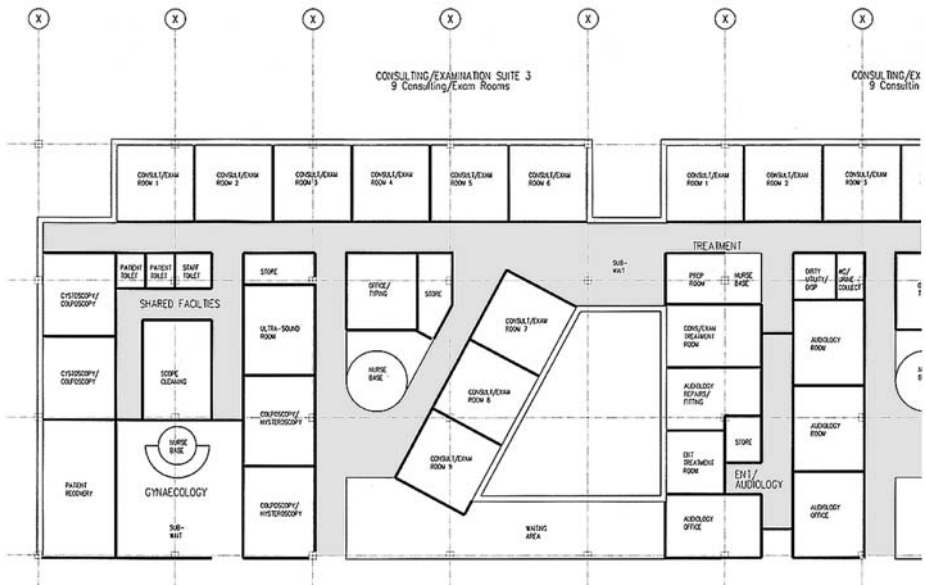 X X X X X X X
CONSULTING/EXAMINATION SUITE 3
9 Consulting/Exam Rooms
CONSULTING/EX
9 Consultin
CONSULT/EXAM
ROOM 1
CONSULT/EXAM
ROOM 2
CONSULT/EXAM
ROOM 3
CONSULT/EXAM
ROOM 4
CONSULT/EXAM
ROOM 5
CONSULT/EXAM
ROOM 6
CONSULT/EXAM
ROOM 1
CONSULT/EXAM
ROOM 2
CONSULT/EXAM
ROOM 3
PARENT
TOILET
PARENT
TOILET
STAFF
TOILET
STORE
OFFICE/
TYPING
STORE
SUB-
WAIT
TREATMENT
PREP
ROOM
NURSE
BASE
DIRTY
UTILITY/
DISP
WC/
URINE
COLLECT
CYSTOSCOPY/
COLPOSCOPY
SHARED FACILTIES
ULTRA-SOUND
ROOM
CONSULT/EXAM
ROOM 7
CONS/EXAM
TREATMENT
ROOM
AUDIOLOGY
ROOM
CYSTOSCOPY/
COLPOSCOPY
SCOPE
CLEANING
NURSE
BASE
CONSULT/EXAM
ROOM 8
AUDIOLOGY
REPAIRS/
FITTING
COLPOSCOPY/
HYSTEROSCOPY
NURSE
BASE
STORE
AUDIOLOGY
ROOM
CONSULT/EXAM
ROOM 9
ENT
TREATMENT
ROOM
ENT/
AUDIOLOGY
PARENT
RECOVERY
GYNAECOLOGY
COLPOSCOPY/
HYSTEROSCOPY
SUB-
WAIT
WAITING
AREA
AUDIOLOGY
OFFICE
AUDIOLOGY
OFFICE